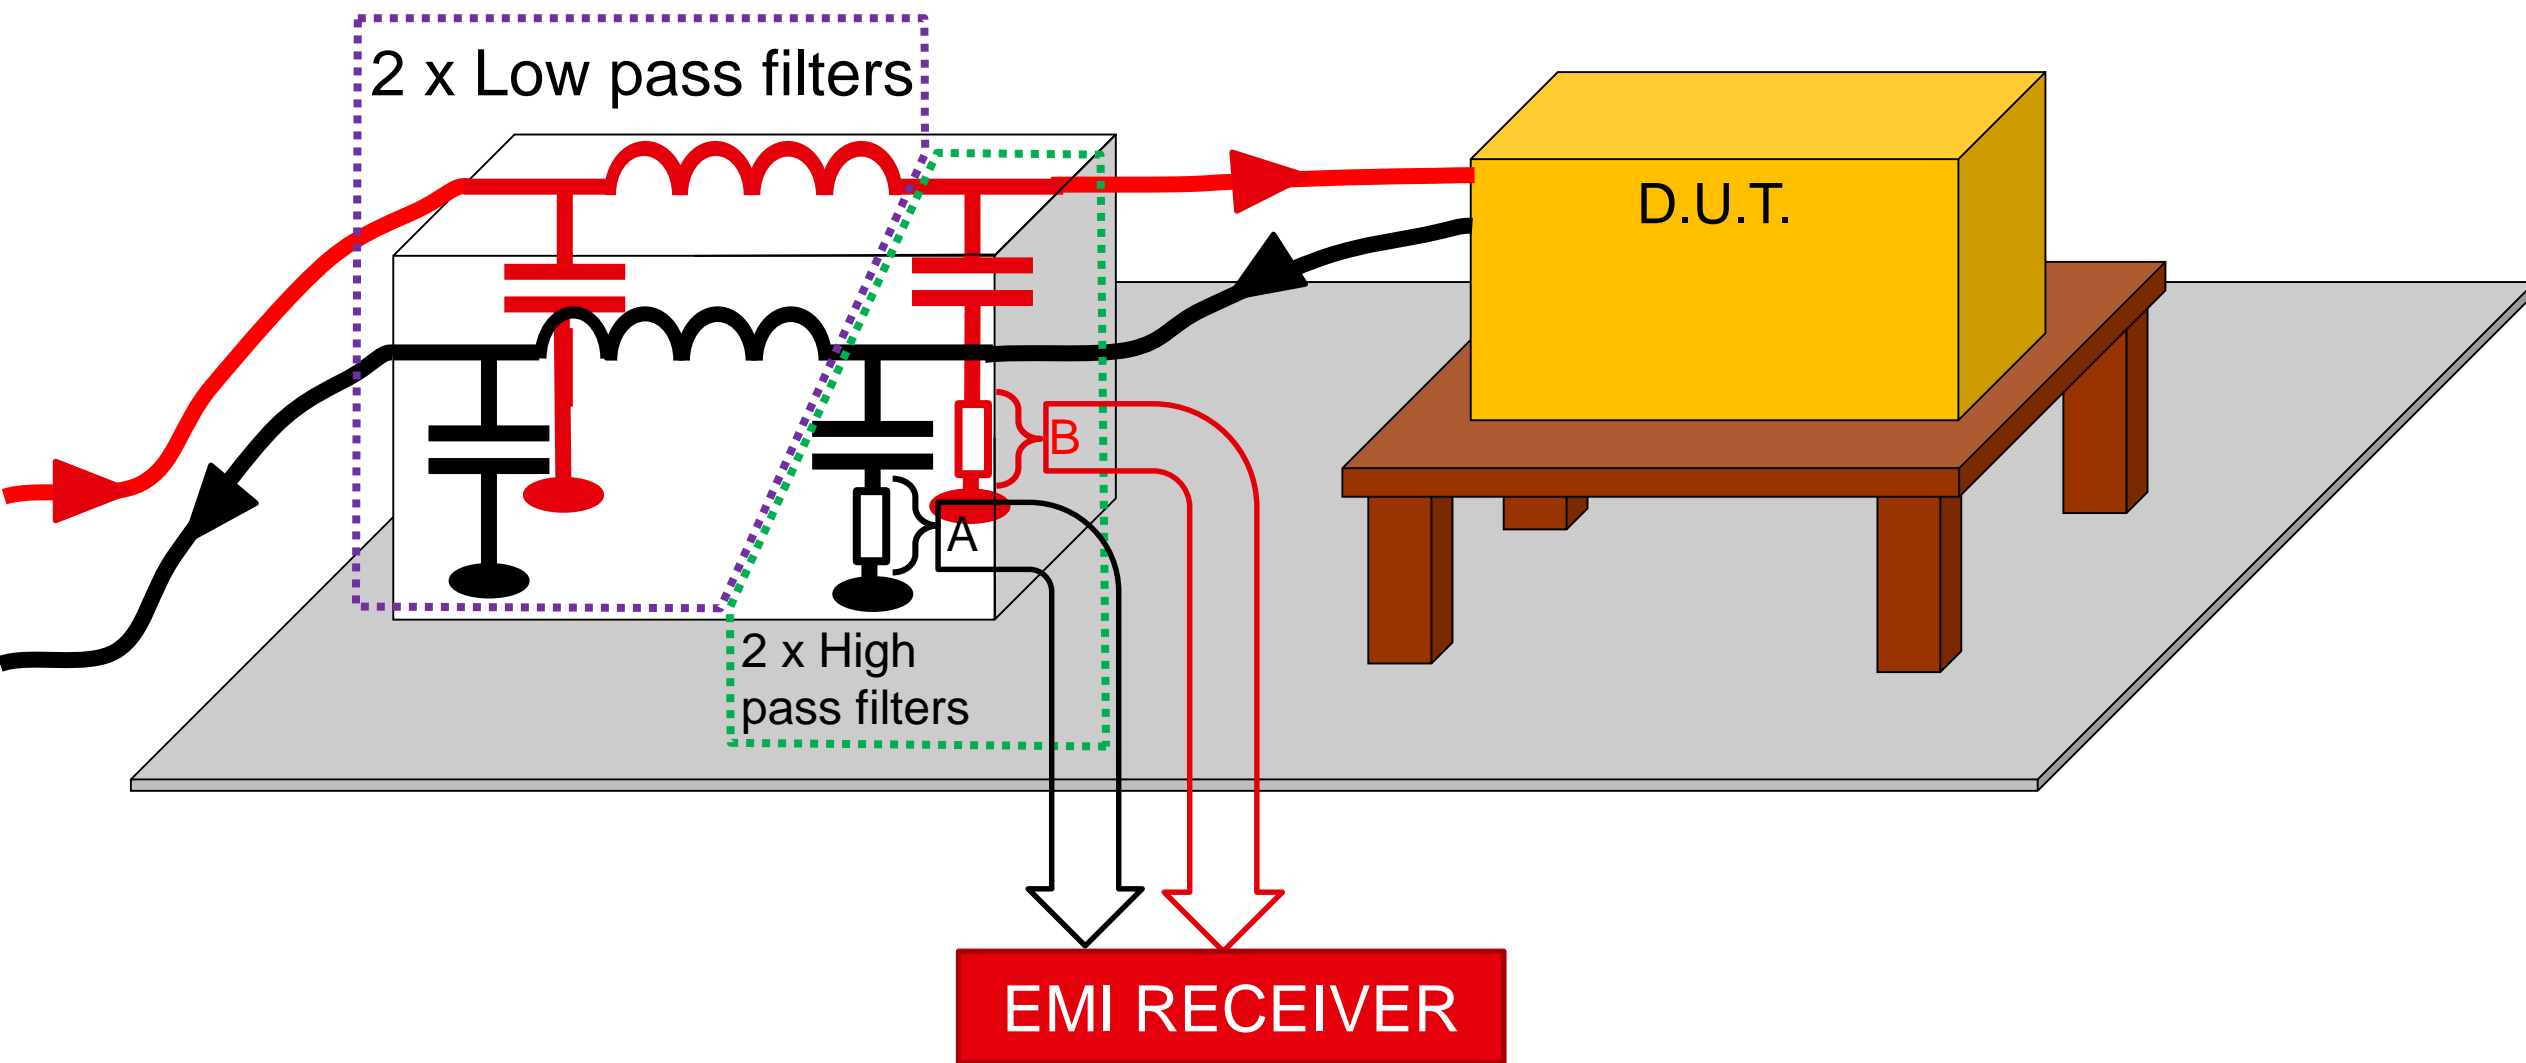 2 x Low pass filters
D.U.T.
B
A
2 x High
pass filters
EMI RECEIVER